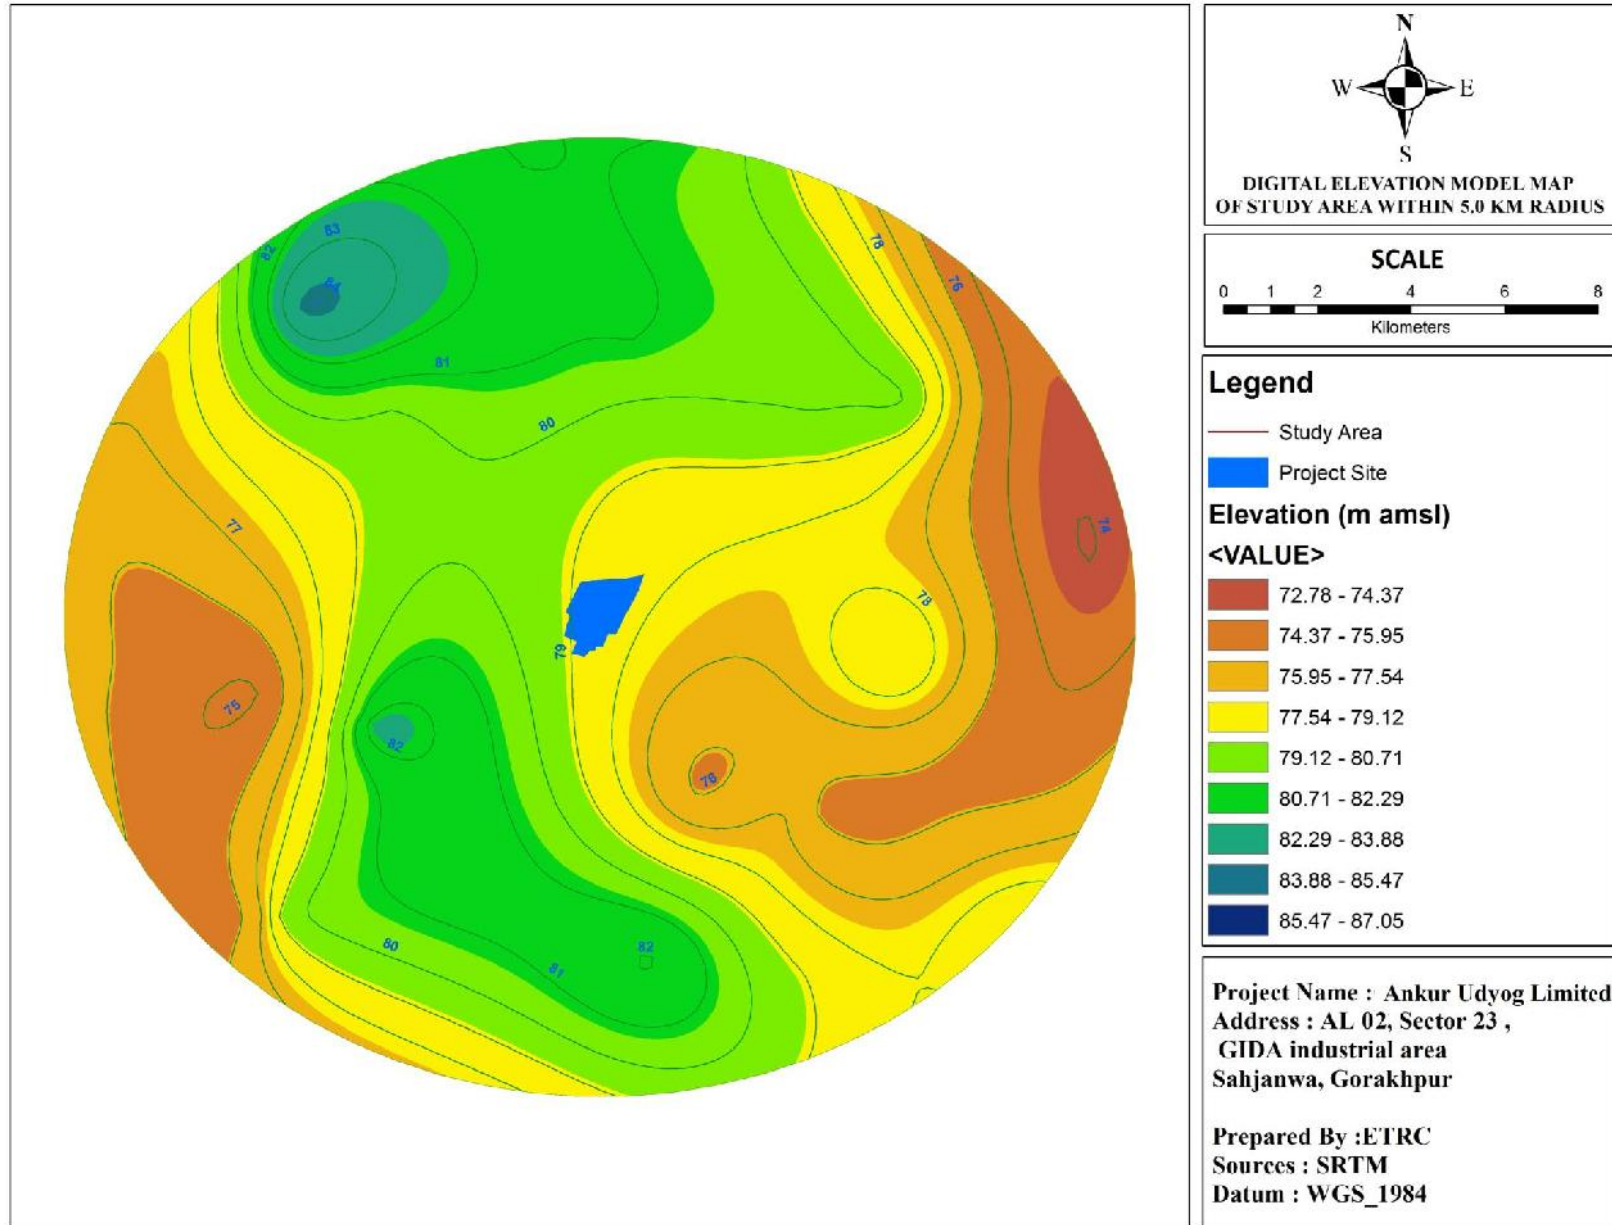 N
W E
S
DIGITAL ELEVATION MODEL MAP
OF STUDY AREA WITHIN 5.0 KM RADIUS
SCALE
0 1 2 4 6 8
Kilometers
Legend
Study Area
Project Site
Elevation (m amsl)
<VALUE>
72.78 - 74.37
74.37 - 75.95
75.95 - 77.54
77.54 - 79.12
79.12 - 80.71
80.71 - 82.29
82.29 - 83.88
83.88 - 85.47
85.47 - 87.05
Project Name : Ankur Udyog Limited
Address : AL 02, Sector 23 ,
GIDA industrial area
Sahjanwa, Gorakhpur
Prepared By :ETRC
Sources : SRTM
Datum : WGS_1984
83
82
84
78
76
81
80
77
74
78
79
75
82
76
82
80
81